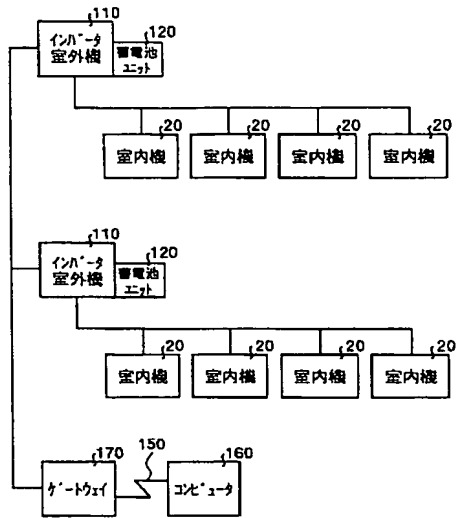 110
インバータ
室外機
120
蓄電池
ユニット
20
室内機
20
室内機
20
室内機
20
室内機
110
インバータ
室外機
120
蓄電池
ユニット
20
室内機
20
室内機
20
室内機
20
室内機
170
ゲートウェイ
150
160
コンピュータ